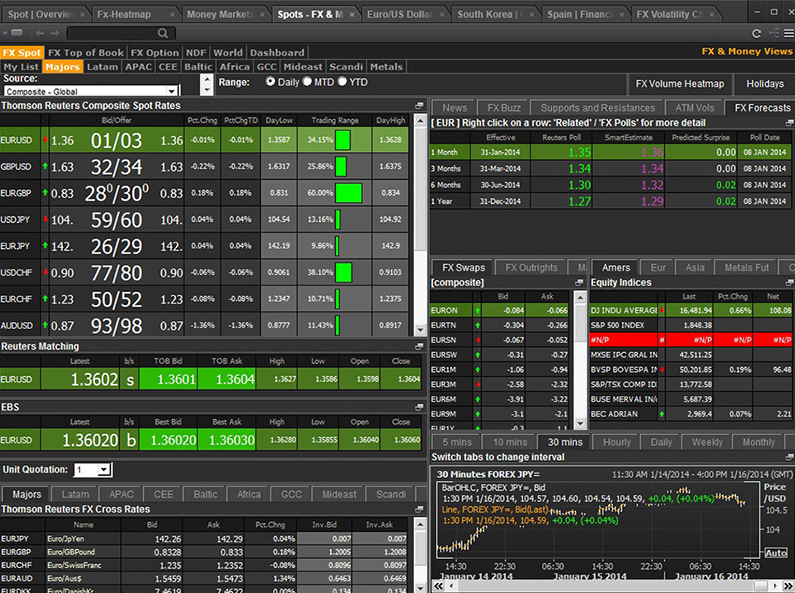 Spot | Overview
Fx-Heatmap
Money Markets
Spots - FX & M
Euro/US Dollar
South Korea |
Spain | Financi
FX Volatility C
FX Spot FX Top of Book FX Option NDF World Dashboard
FX & Money Views
My List Majors Latam APAC CEE Baltic Africa GCC Mideast Scandi Metals
Source:
Composite - Global
Range: Daily MTD YTD
FX Volume Heatmap Holidays
Thomson Reuters Composite Spot Rates
Bid/Offer Pct.Chng PctChgTD DayLow Trading Range DayHigh
EURUSD 1.36 01/03 1.36 -0.01% -0.01% 1.3587 34.15% 1.3628
GBPUSD 1.63 32/34 1.63 -0.22% -0.22% 1.6317 25.86% 1.6375
EURGBP 0.83 28⁰/30⁰ 0.83 0.18% 0.18% 0.831 60.00% 0.834
USDJPY 104. 59/60 104. 0.04% 0.04% 104.54 13.16% 104.92
EURJPY 142. 26/29 142. 0.04% 0.04% 142.19 9.86% 142.9
USDCHF 0.90 77/80 0.90 -0.06% -0.06% 0.9061 38.10% 0.9103
EURCHF 1.23 50/52 1.23 -0.08% -0.08% 1.2347 10.71% 1.2375
AUDUSD 0.87 93/98 0.87 -1.36% -1.36% 0.8777 11.43% 0.8917
Reuters Matching
Latest b/s TOB Bid TOB Ask High Low Open Close
EURUSD 1.3602 s 1.3601 1.3604 1.3627 1.3586 1.3598 1.3604
EBS
Latest b/s Best Bid Best Ask High Low Open Close
EURUSD 1.36020 b 1.36020 1.36030 1.36280 1.35855 1.36040 1.36060
Unit Quotation: 1
Majors Latam APAC CEE Baltic Africa GCC Mideast Scandi
Thomson Reuters FX Cross Rates
Name Bid Ask Pct.Chng Inv.Bid Inv.Ask
EURJPY Euro/JpYen 142.26 142.29 0.04% 0.007 0.007
EURGBP Euro/GBPound 0.8328 0.833 0.18% 1.2005 1.2008
EURCHF Euro/SwissFranc 1.235 1.2352 -0.08% 0.8096 0.8097
EURAUD Euro/Aus$ 1.5459 1.5473 1.34% 0.6463 0.6469
EURDKK Euro/DanishKr
News FX Buzz Supports and Resistances ATM Vols FX Forecasts
[ EUR ] Right click on a row: 'Related' / 'FX Polls' for more detail
Effective Reuters Poll SmartEstimate Predicted Surprise Poll Date
1 Month 31-Jan-2014 1.35 1.36 0.00 08 JAN 2014
3 Months 31-Mar-2014 1.34 1.34 0.00 08 JAN 2014
6 Months 30-Jun-2014 1.30 1.32 0.02 08 JAN 2014
1 Year 31-Dec-2014 1.27 1.29 0.02 08 JAN 2014
FX Swaps FX Outrights
[composite]
Bid Ask
EURON -0.084 -0.066
EURTN -0.304 -0.266
EURSN -0.067 -0.052
EURSW -0.31 -0.27
EUR1M -1.06 -0.94
EUR3M -2.58 -2.38
EUR6M -3.91 -3.22
EUR9M -3.1 -2.1
Amers Eur Asia Metals Fut
Equity Indices
Last Pct.Chng Net
DJ INDU AVERAGE 16,481.94 0.66% 108.08
S&P 500 INDEX 1,848.38
#N/P # #N/P #N/P #N/P
MXSE IPC GRAL IN 42,511.25
BVSP BOVESPA IN 50,201.85 0.19% 96.48
S&P/TSX COMP ID 13,772.58
BUSE MERVAL IN/ 5,687.39
BEC ADRIAN 2,969.4 0.07% 2.21
5 mins 10 mins 30 mins Hourly Daily Weekly Monthly
Switch tabs to change interval
30 Minutes FOREX JPY= 11:30 AM 1/14/2014 - 4:00 PM 1/16/2014 (GMT)
BarOHLC, FOREX JPY=, Bid
1:30 PM 1/16/2014, 104.57, 104.60, 104.54, 104.59, +0.04, (+0.04%)
Line, FOREX JPY=, Bid(Last)
1:30 PM 1/16/2014, 104.59, +0.04, (+0.04%)
Price
/USD
104.5
104
Auto
14:30 22:30 06:30 14:30 22:30 06:30 14:30
January 14 2014 January 15 2014 January 16 2014